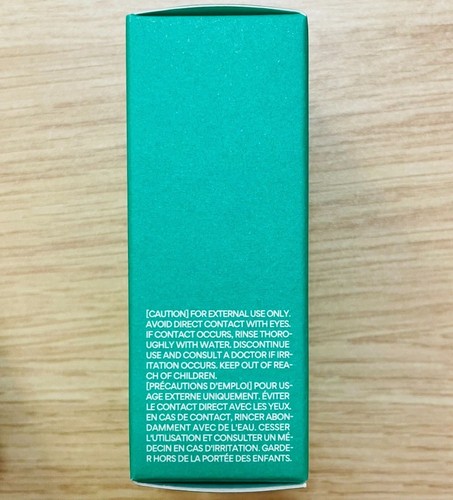 [CAUTION] FOR EXTERNAL USE ONLY.
AVOID DIRECT CONTACT WITH EYES.
IF CONTACT OCCURS, RINSE THORO-
UGHLY WITH WATER. DISCONTINUE
USE AND CONSULT A DOCTOR IF IRR-
ITATION OCCURS. KEEP OUT OF REA-
CH OF CHILDREN.
[PRÉCAUTIONS D'EMPLOI] POUR US-
AGE EXTERNE UNIQUEMENT. ÉVITER
LE CONTACT DIRECT AVEC LES YEUX.
EN CAS DE CONTACT, RINCER ABON-
DAMMENT AVEC DE L'EAU. CESSER
L'UTILISATION ET CONSULTER UN MÉ-
DECIN EN CAS D'IRRITATION. GARDE-
R HORS DE LA PORTÉE DES ENFANTS.